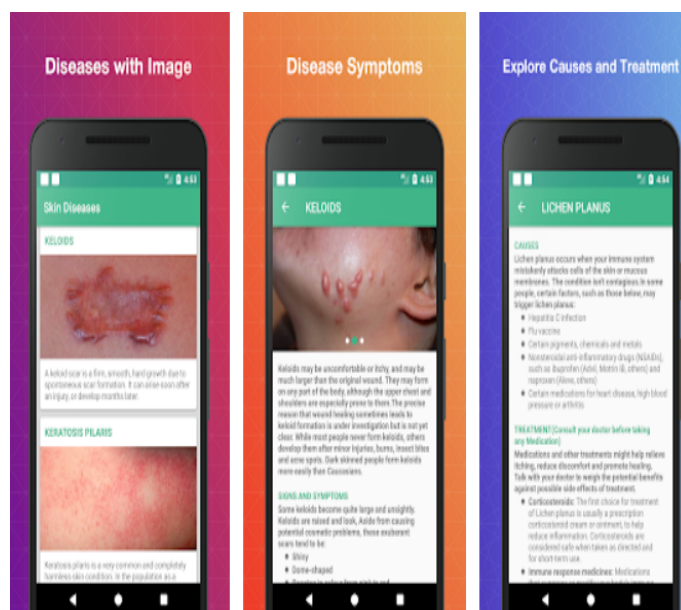 Diseases with Image
4:53
Skin Diseases
KELOIDS
A keloid scar is a firm, smooth, hard growth due to
spontaneous scar formation. It can arise soon after
an injury, or develop months later.
KERATOSIS PILARIS
Keratosis pilaris is a very common and completely
harmless skin condition. In the population as a
Disease Symptoms
4:53
KELOIDS
Keloids may be uncomfortable or itchy, and may be
much larger than the original wound. They may form
on any part of the body, although the upper chest and
shoulders are especially prone to them.The precise
reason that wound healing sometimes leads to
keloid formation is under investigation but is not yet
clear. While most people never form keloids, others
develop them after minor injuries, burns, insect bites
and acne spots. Dark skinned people form keloids
more easily than Caucasians.
SIGNS AND SYMPTOMS
Some keloids become quite large and unsightly.
Keloids are raised and look, Aside from causing
potential cosmetic problems, these exuberant
scars tend to be:
Shiny
Dome-shaped
Explore Causes and Treatment
4:54
LICHEN PLANUS
CAUSES
Lichen planus occurs when your immune system
mistakenly attacks cells of the skin or mucous
membranes. The condition isn't contagious.In some
people, certain factors, such as those below, may
trigger lichen planus:
Hepatitis C infection
Flu vaccine
Certain pigments, chemicals and metals
Nonsteroidal anti-inflammatory drugs (NSAIDs),
such as ibuprofen (Advil, Motrin IB, others) and
naproxen (Aleve, others)
Certain medications for heart disease, high blood
pressure or arthritis
TREATMENT(Consult your doctor before taking
any Medication)
Medications and other treatments might help relieve
itching, reduce discomfort and promote healing.
Talk with your doctor to weigh the potential benefits
against possible side effects of treatment.
Corticosteroids: The first choice for treatment
of Lichen planus is usually a prescription
corticosteroid cream or ointment, to help
reduce inflammation. Corticosteroids are
considered safe when taken as directed and
for short-term use.
Immune response medicines: Medications